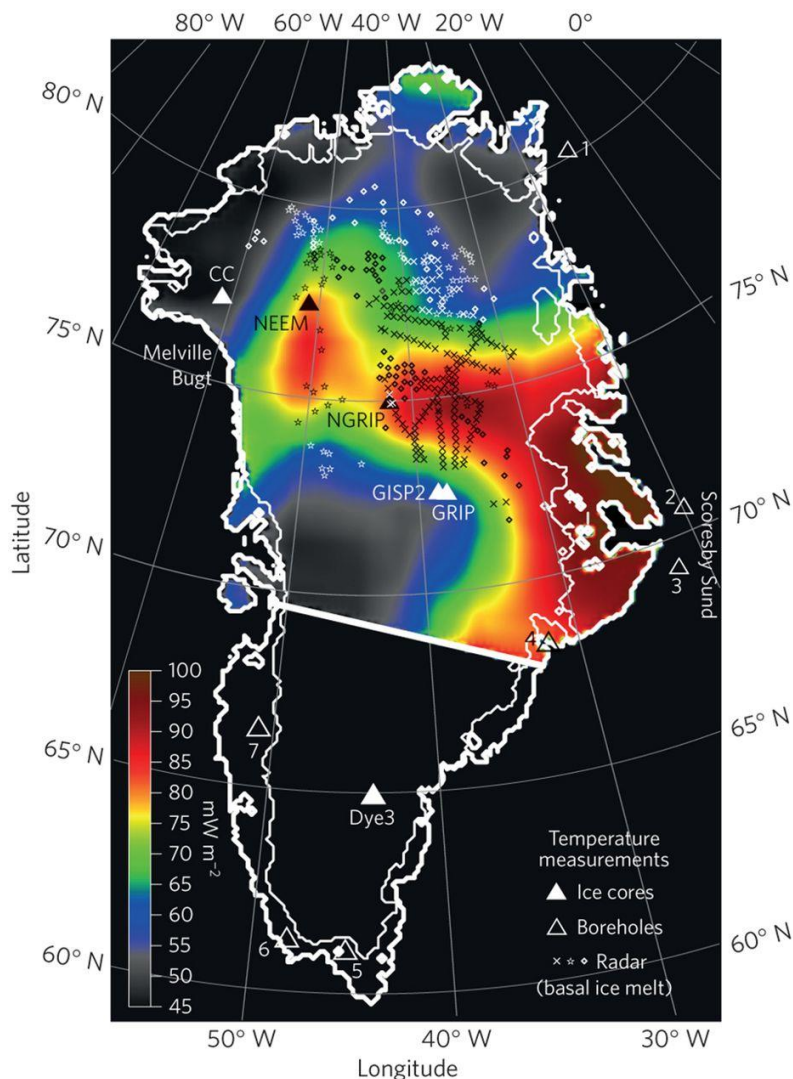 80° W 60° W 40° W 20° W 0°
80° N
1
CC
75° N
NEEM
75° N
Melville
Bugt
NGRIP
GISP2
GRIP
2
70° N
Scoresby Sund
3
Latitude
70° N
4
100
95
90
85
80
75
70
65
60
55
50
45
mW m⁻²
65° N
7
65° N
Dye3
Temperature
measurements
Ice cores
Boreholes
Radar
(basal ice melt)
6
5
60° N
60° N
50° W 40° W 30° W
Longitude